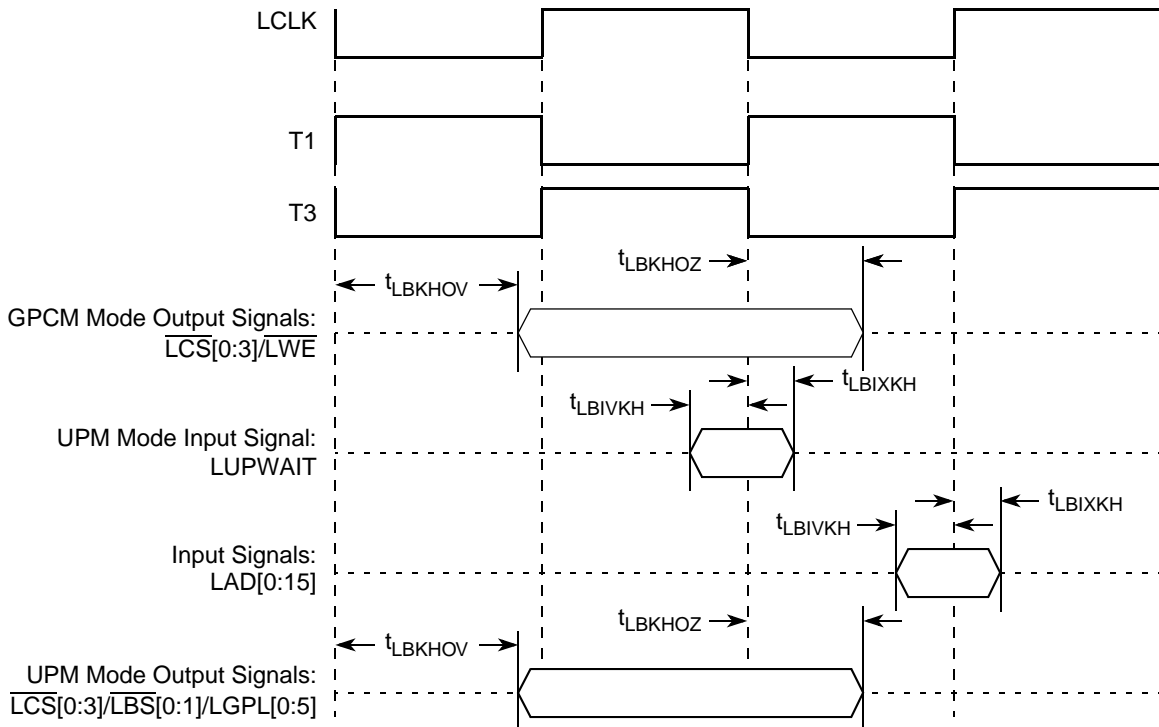 LCLK
T1
T3
tLBKHOZ
tLBKHOV
GPCM Mode Output Signals:
LCS[0:3]/LWE
tLBIXKH
tLBIVKH
UPM Mode Input Signal:
LUPWAIT
tLBIXKH
tLBIVKH
Input Signals:
LAD[0:15]
tLBKHOZ
tLBKHOV
UPM Mode Output Signals:
LCS[0:3]/LBS[0:1]/LGPL[0:5]